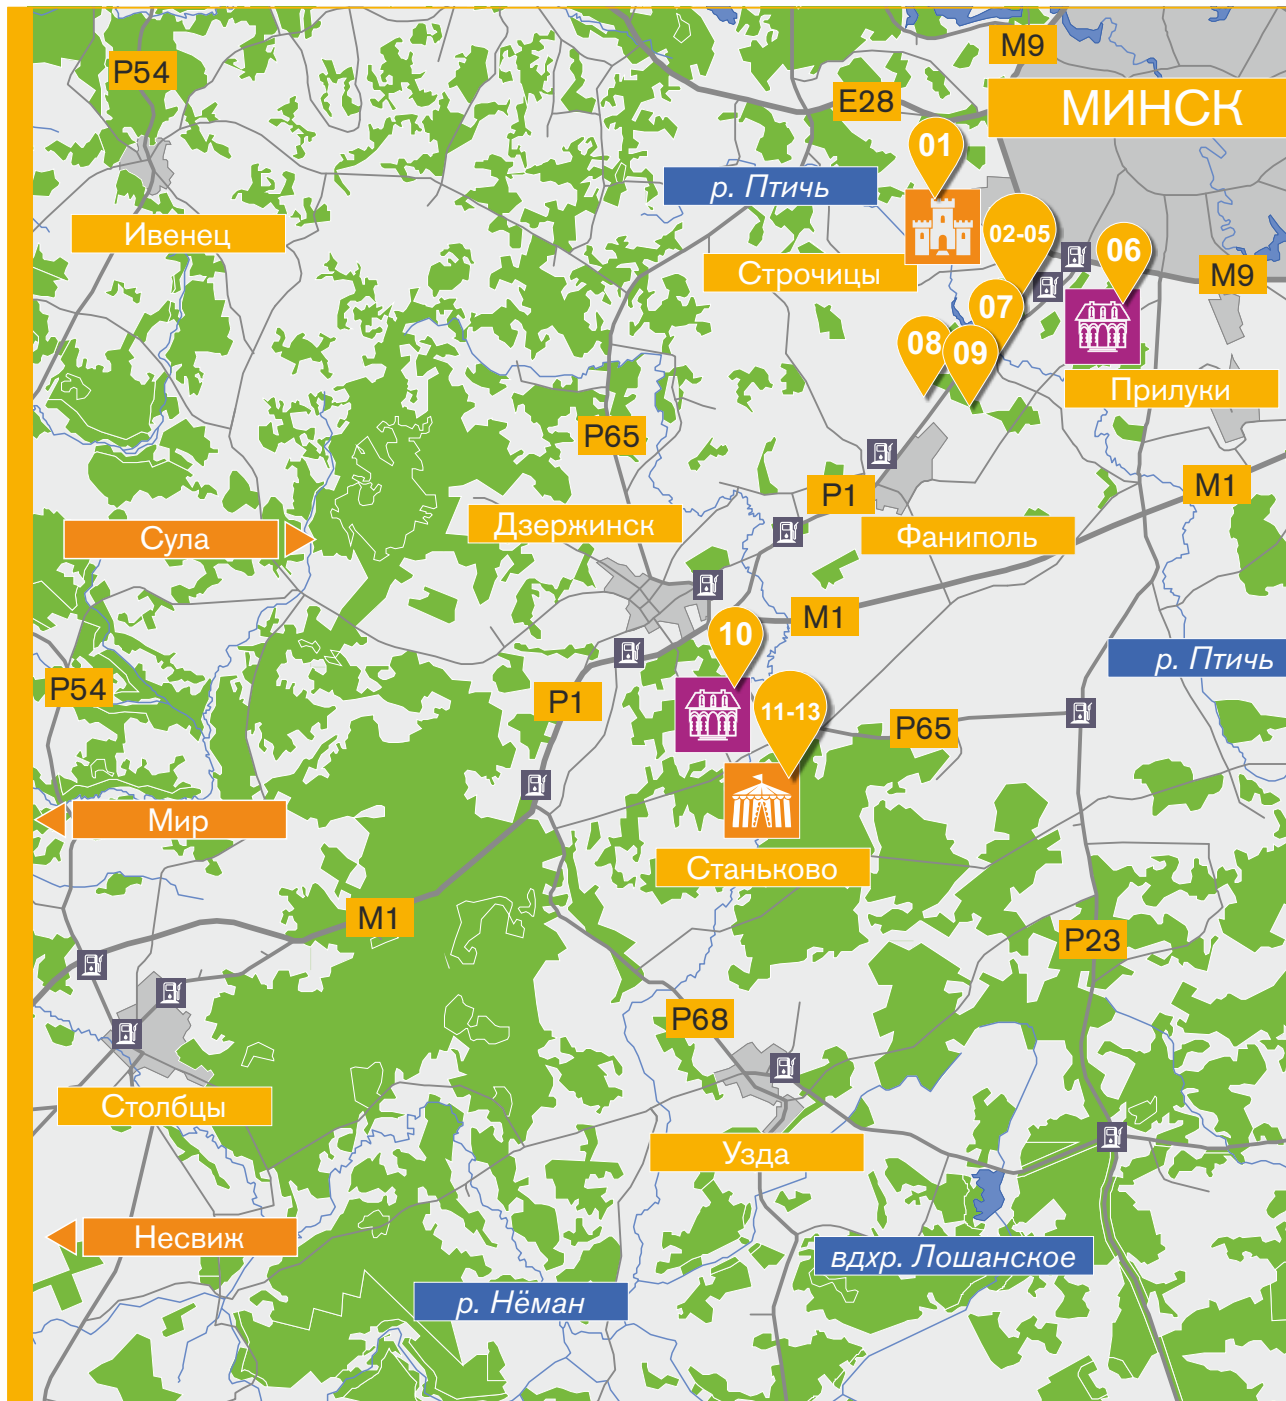 М9
Р54
Е28
МИНСК
01
р. Птичь
Ивенец
02-05
06
Строчицы
М9
07
08
09
Прилуки
Р65
М1
Р1
Дзержинск
Сула
Фаниполь
М1
10
р. Птичь
Р54
Р1
11-13
Р65
Мир
Станьково
М1
Р23
Р68
Столбцы
Узда
Несвиж
вдхр. Лошанское
р. Нёман